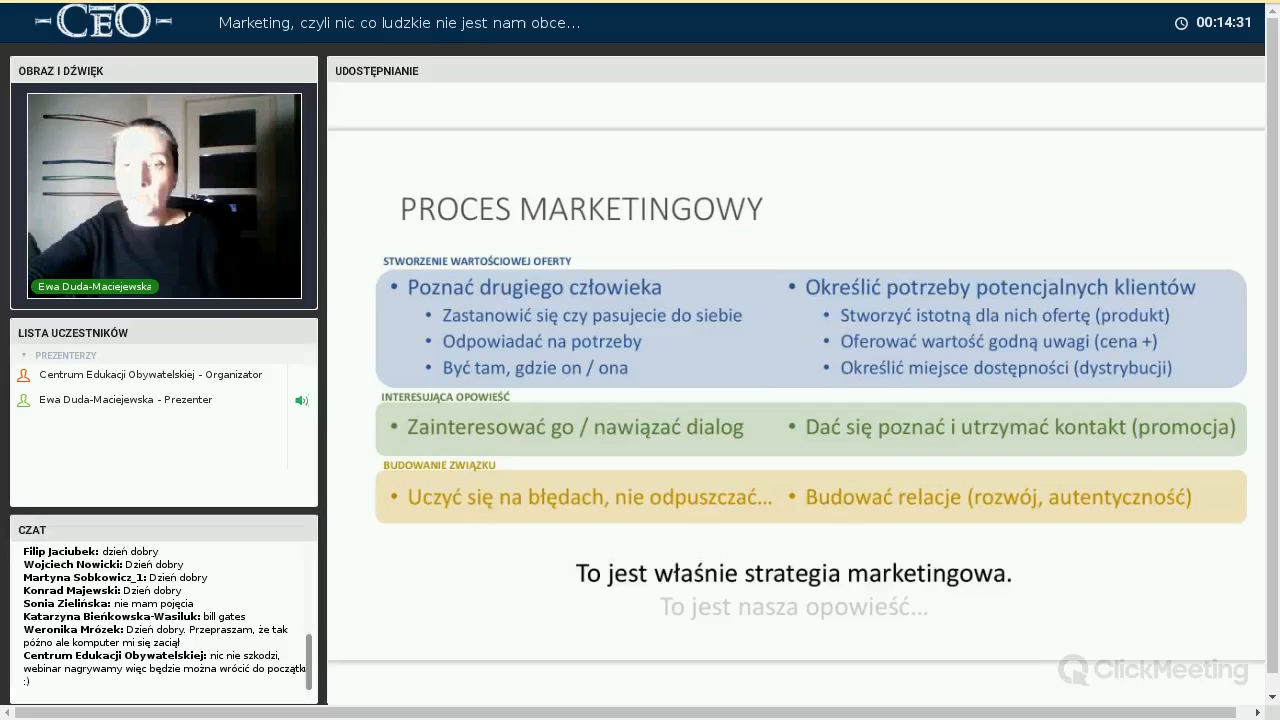 CEO
Marketing, czyli nic co ludzkie nie jest nam obce...
00:14:31
OBRAZ I DŹWIĘK
Ewa Duda-Maciejewska
LISTA UCZESTNIKÓW
PREZENTERZY
Centrum Edukacji Obywatelskiej - Organizator
Ewa Duda-Maciejewska - Prezenter
CZAT
Filip Jaciubek: dzień dobry
Wojciech Nowicki: Dzień dobry
Martyna Sobkowicz_1: Dzień dobry
Konrad Majewski: Dzień dobry
Sonia Zielińska: nie mam pojęcia
Katarzyna Bieńkowska-Wasiluk: bill gates
Weronika Mrózek: Dzień dobry. Przepraszam, że tak
późno ale komputer mi się zaciął
Centrum Edukacji Obywatelskiej: nic nie szkodzi,
webinar nagrywamy więc będzie można wrócić do początku
:)
UDOSTĘPNIANIE
PROCES MARKETINGOWY
STWORZENIE WARTOŚCIOWEJ OFERTY
• Poznać drugiego człowieka
• Zastanowić się czy pasujecie do siebie
• Odpowiadać na potrzeby
• Być tam, gdzie on / ona
• Określić potrzeby potencjalnych klientów
• Stworzyć istotną dla nich ofertę (produkt)
• Oferować wartość godną uwagi (cena +)
• Określić miejsce dostępności (dystrybucji)
INTERESUJĄCA OPOWIEŚĆ
• Zainteresować go / nawiązać dialog
• Dać się poznać i utrzymać kontakt (promocja)
BUDOWANIE ZWIĄZKU
• Uczyć się na błędach, nie odpuszczać...
• Budować relacje (rozwój, autentyczność)
To jest właśnie strategia marketingowa.
To jest nasza opowieść...
ClickMeeting